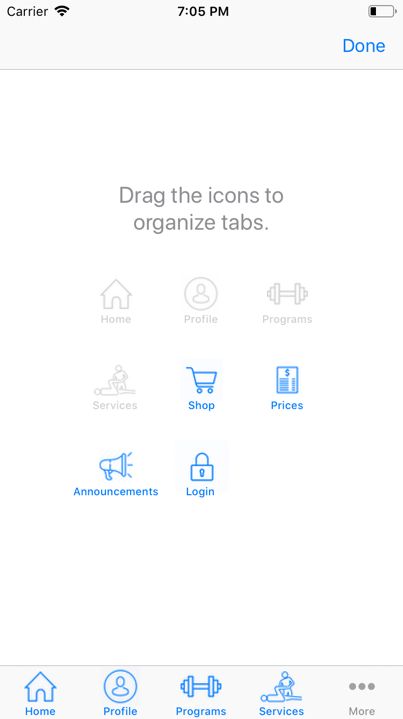 Carrier 7:05 PM
Done
Drag the icons to
organize tabs.
Home Profile Programs
Services Shop Prices
$
Announcements Login
Home Profile Programs Services More